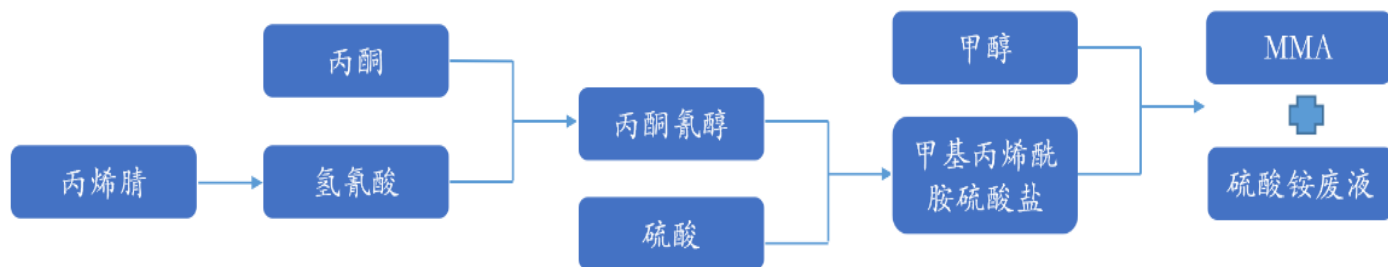 丙酮
甲醇
MMA
丙烯腈
氢氰酸
丙酮氰醇
甲基丙烯酰
胺硫酸盐
硫酸铵废液
硫酸